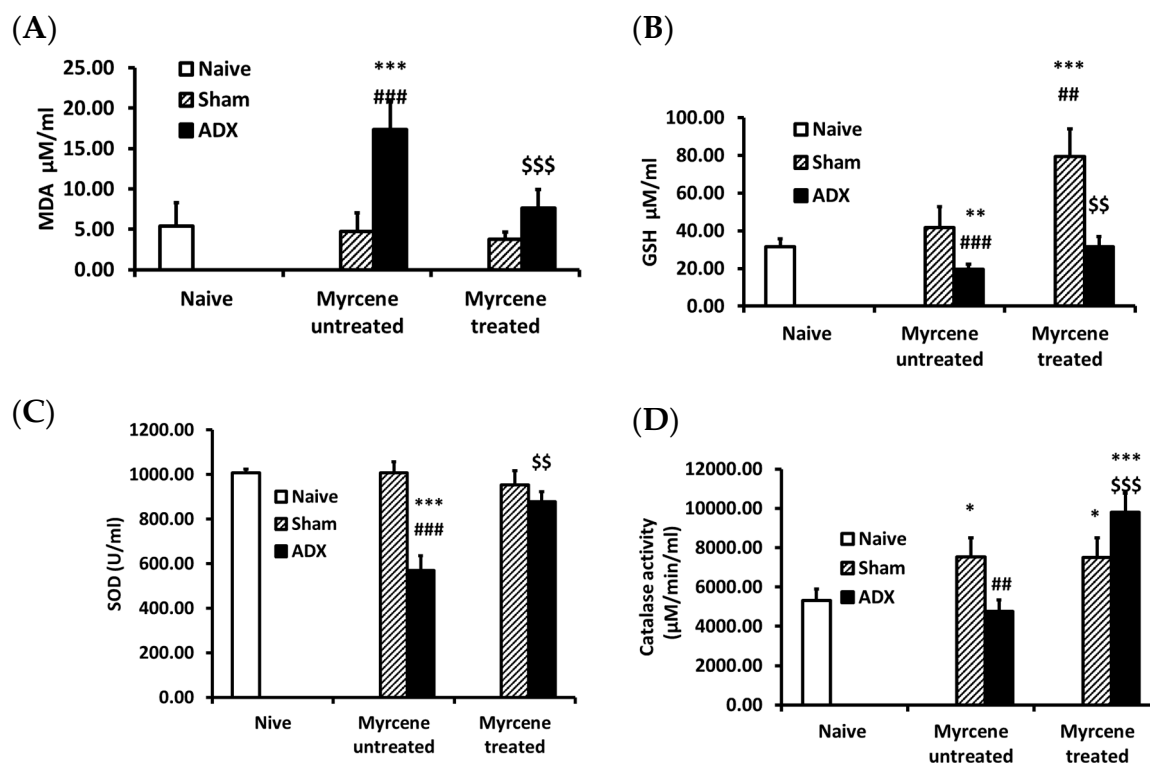 (A)
25.00
20.00
15.00
10.00
5.00
0.00
MDA µM/ml
Naive
Sham
ADX
***
###
$$$
Naive
Myrcene
untreated
Myrcene
treated
(B)
100.00
80.00
60.00
40.00
20.00
0.00
GSH µM/ml
Naive
Sham
ADX
**
###
***
##
$$
Naive
Myrcene
untreated
Myrcene
treated
(C)
1200.00
1000.00
800.00
600.00
400.00
200.00
0.00
SOD (U/ml)
Naive
Sham
ADX
***
###
$$
Nive
Myrcene
untreated
Myrcene
treated
(D)
12000.00
10000.00
8000.00
6000.00
4000.00
2000.00
0.00
Catalase activity
(µM/min/ml)
Naive
Sham
ADX
*
##
*
***
$$$
Naive
Myrcene
untreated
Myrcene
treated